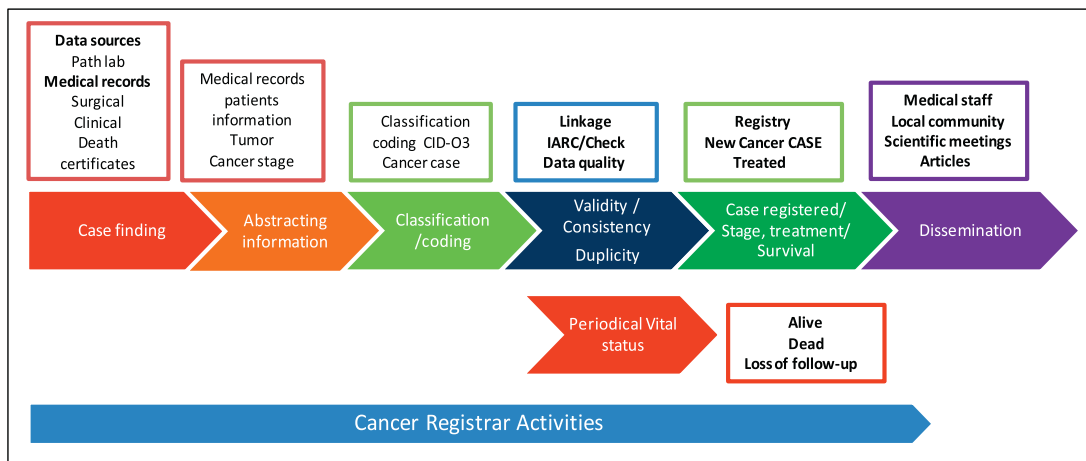 Data sources
Path lab
Medical records
Surgical
Clinical
Death
certificates
Medical records
patients
information
Tumor
Cancer stage
Classification
coding CID-O3
Cancer case
Linkage
IARC/Check
Data quality
Registry
New Cancer CASE
Treated
Medical staff
Local community
Scientific meetings
Articles
Case finding
Abstracting
information
Classification
/coding
Validity /
Consistency
Duplicity
Case registered/
Stage, treatment/
Survival
Dissemination
Periodical Vital
status
Alive
Dead
Loss of follow-up
Cancer Registrar Activities